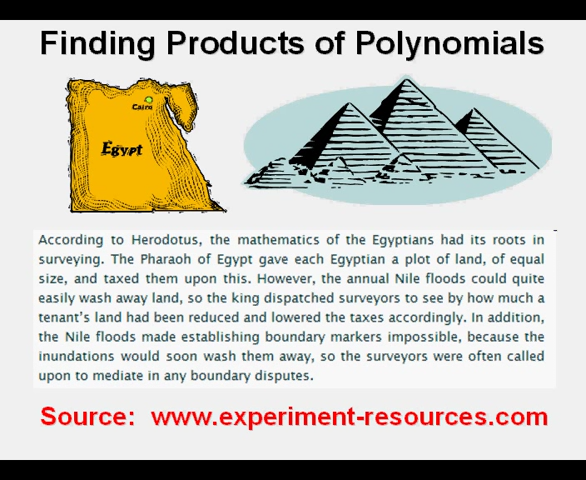 Finding Products of Polynomials
Cairo
Egypt
According to Herodotus, the mathematics of the Egyptians had its roots in
surveying. The Pharaoh of Egypt gave each Egyptian a plot of land, of equal
size, and taxed them upon this. However, the annual Nile floods could quite
easily wash away land, so the king dispatched surveyors to see by how much a
tenant's land had been reduced and lowered the taxes accordingly. In addition,
the Nile floods made establishing boundary markers impossible, because the
inundations would soon wash them away, so the surveyors were often called
upon to mediate in any boundary disputes.
Source: www.experiment-resources.com